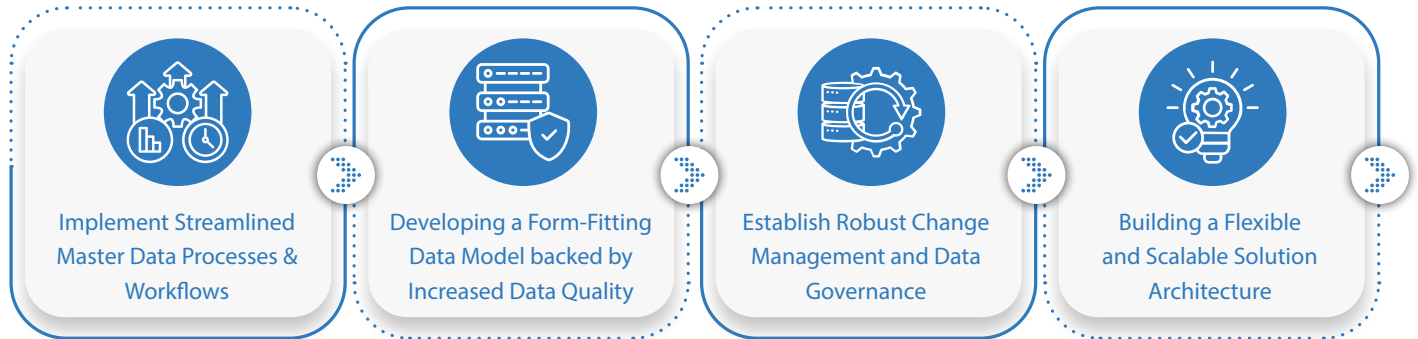 Implement Streamlined
Master Data Processes &
Workflows
Developing a Form-Fitting
Data Model backed by
Increased Data Quality
Establish Robust Change
Management and Data
Governance
Building a Flexible
and Scalable Solution
Architecture